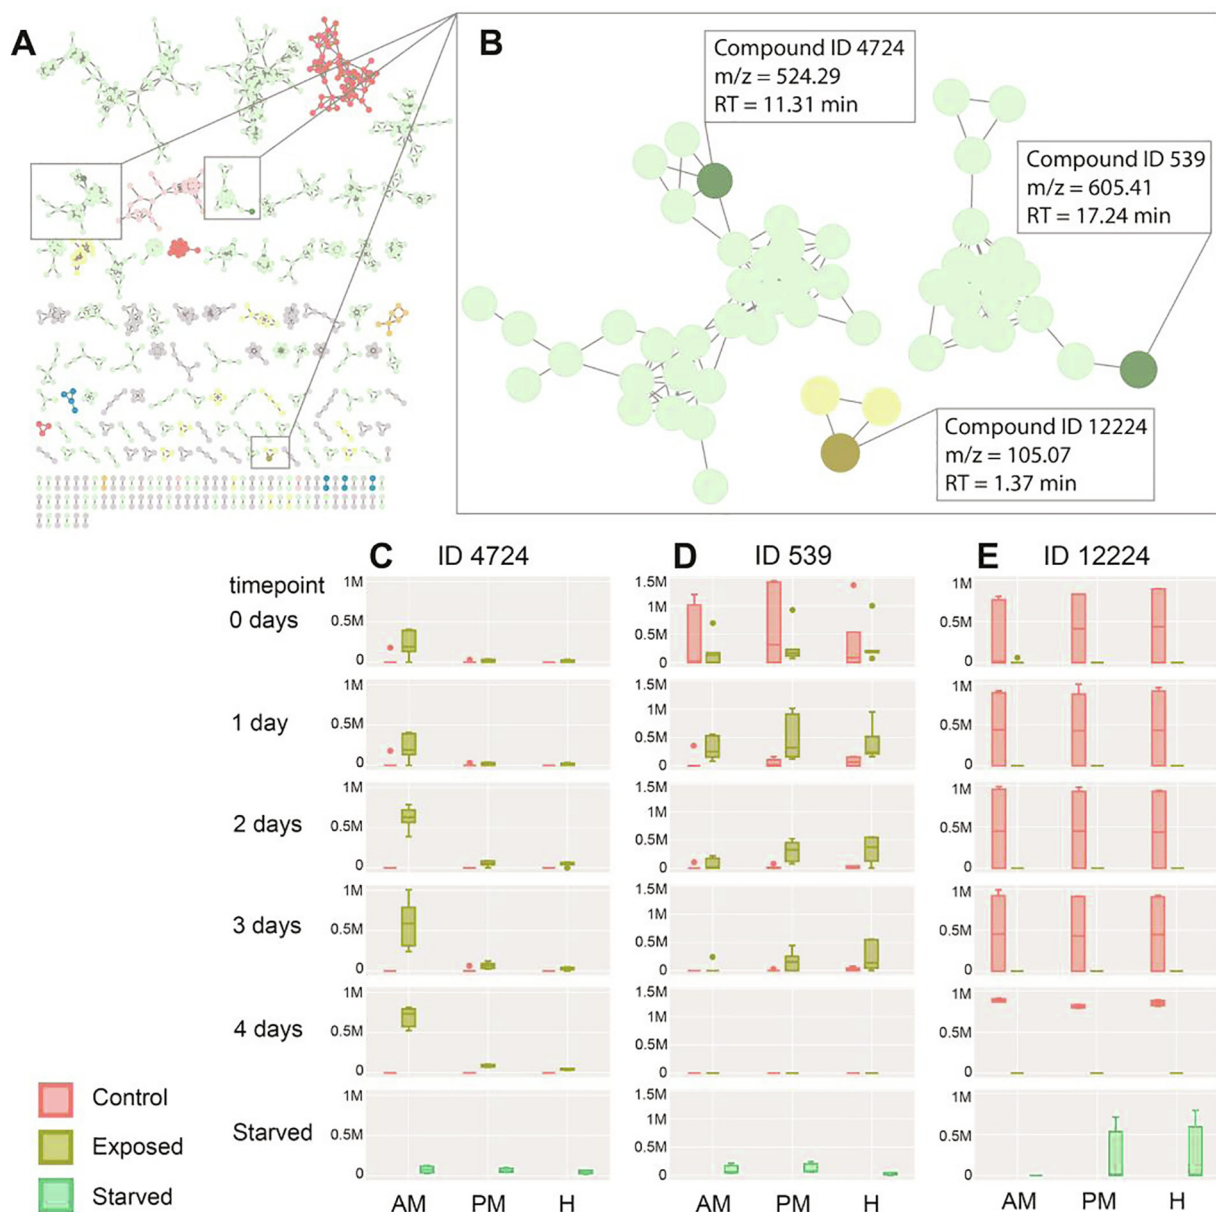 A
B
Compound ID 4724
m/z = 524.29
RT = 11.31 min
Compound ID 539
m/z = 605.41
RT = 17.24 min
Compound ID 12224
m/z = 105.07
RT = 1.37 min
C ID 4724
D ID 539
E ID 12224
timepoint
0 days
1M
0.5M
0
1.5M
1M
0.5M
0
1M
0.5M
0
1 day
1M
0.5M
0
1.5M
1M
0.5M
0
1M
0.5M
0
2 days
1M
0.5M
0
1.5M
1M
0.5M
0
1M
0.5M
0
3 days
1M
0.5M
0
1.5M
1M
0.5M
0
1M
0.5M
0
4 days
1M
0.5M
0
1.5M
1M
0.5M
0
1M
0.5M
0
Starved
1M
0.5M
0
1.5M
1M
0.5M
0
1M
0.5M
0
AM PM H
AM PM H
AM PM H
Control
Exposed
Starved